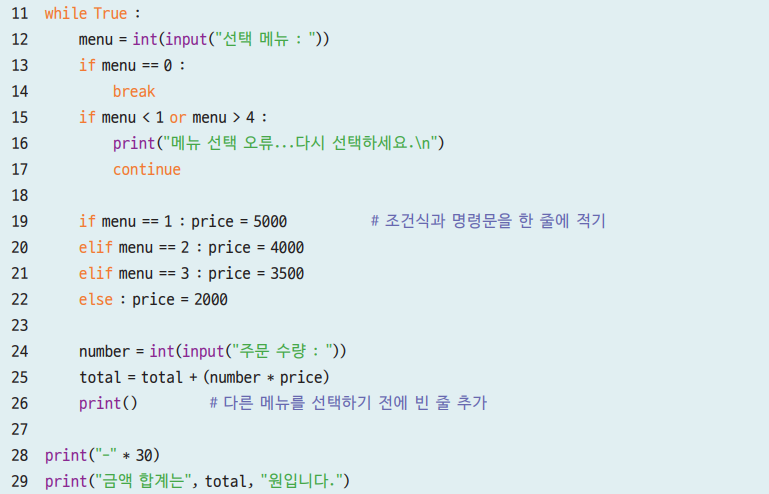 11 while True :
12     menu = int(input("선택 메뉴 : "))
13     if menu == 0 :
14         break
15     if menu < 1 or menu > 4 :
16         print("메뉴 선택 오류...다시 선택하세요.\n")
17         continue
18
19     if menu == 1 : price = 5000          # 조건식과 명령문을 한 줄에 적기
20     elif menu == 2 : price = 4000
21     elif menu == 3 : price = 3500
22     else : price = 2000
23
24     number = int(input("주문 수량 : "))
25     total = total + (number * price)
26     print()          # 다른 메뉴를 선택하기 전에 빈 줄 추가
27
28 print("-" * 30)
29 print("금액 합계는", total, "원입니다.")